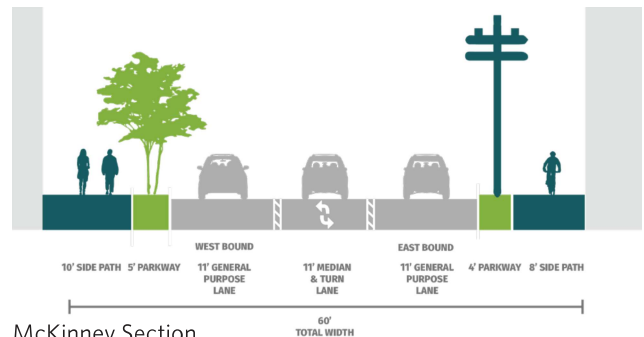 WEST BOUND
EAST BOUND
10' SIDE PATH
5' PARKWAY
11' GENERAL
PURPOSE
LANE
11' MEDIAN
& TURN
LANE
11' GENERAL
PURPOSE
LANE
4' PARKWAY
8' SIDE PATH
60'
TOTAL WIDTH
McKinney Section